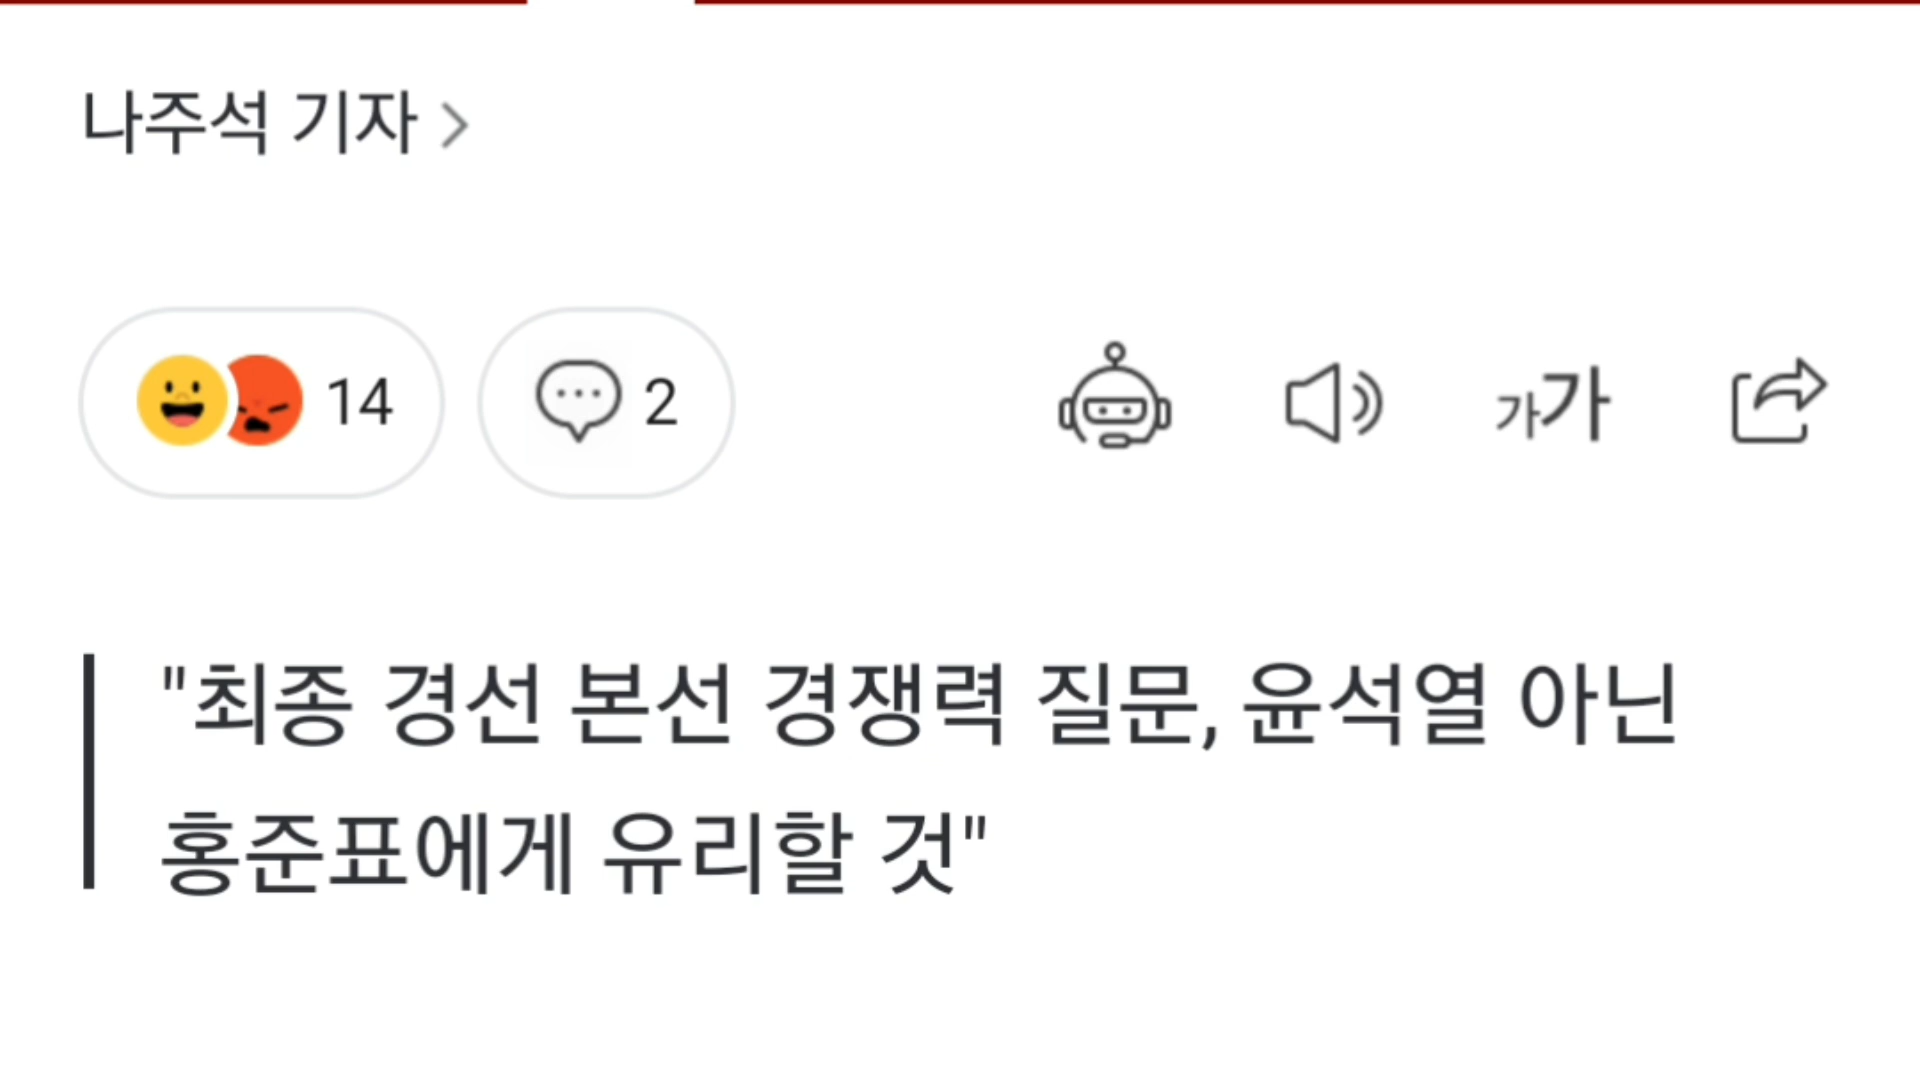 나주석 기자
14
2
가가
"최종 경선 본선 경쟁력 질문, 윤석열 아닌
홍준표에게 유리할 것"